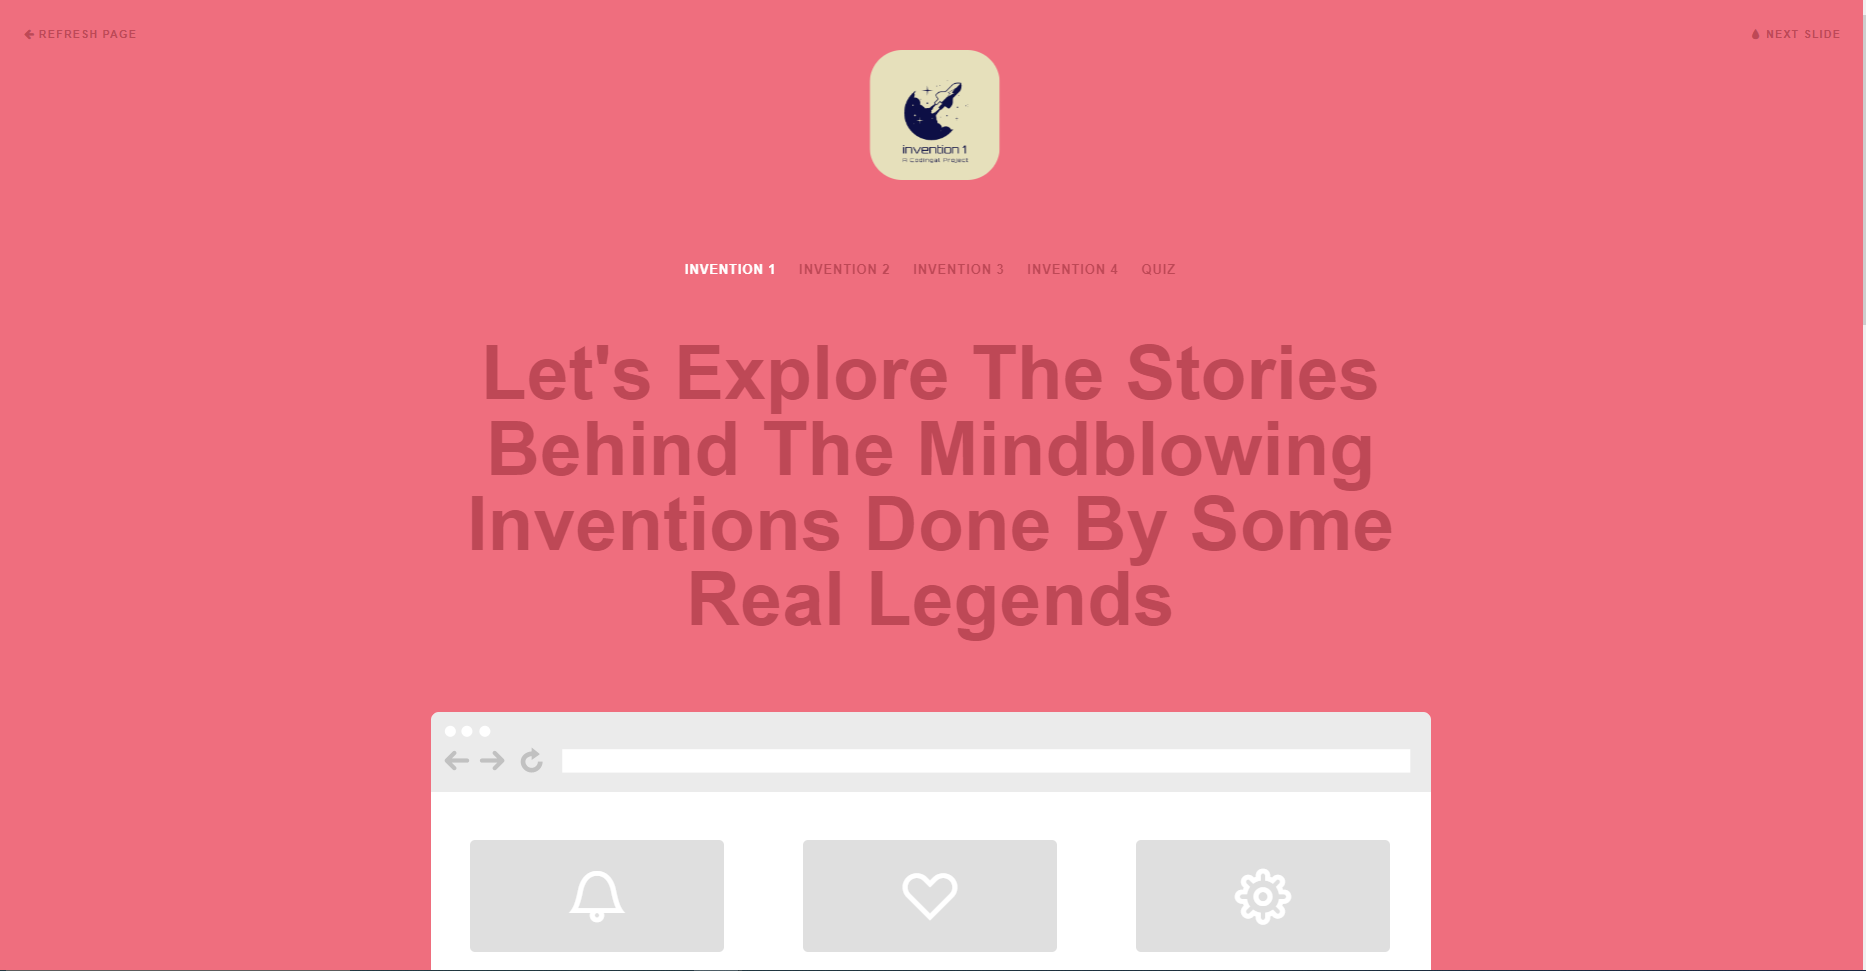 REFRESH PAGE
NEXT SLIDE
invention 1
A Codingal Project
INVENTION 1 INVENTION 2 INVENTION 3 INVENTION 4 QUIZ
Let's Explore The Stories
Behind The Mindblowing
Inventions Done By Some
Real Legends